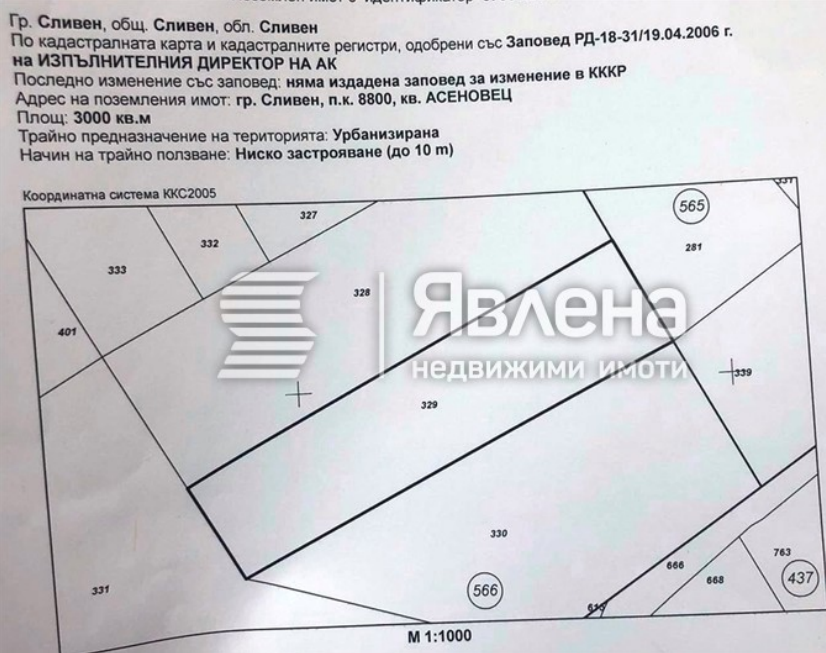 Гр. Сливен, общ. Сливен, обл. Сливен
По кадастралната карта и кадастралните регистри, одобрени със Заповед РД-18-31/19.04.2006 г.
на ИЗПЪЛНИТЕЛНИЯ ДИРЕКТОР НА АК
Последно изменение със заповед: няма издадена заповед за изменение в КККР
Адрес на поземления имот: гр. Сливен, п.к. 8800, кв. АСЕНОВЕЦ
Площ: 3000 кв.м
Трайно предназначение на територията: Урбанизирана
Начин на трайно ползване: Ниско застрояване (до 10 m)
Координатна система ККС2005
327
565
332
281
333
328
Явлена
401
недвижими имоти
339
329
330
666
763
668
437
331
566
М 1:1000